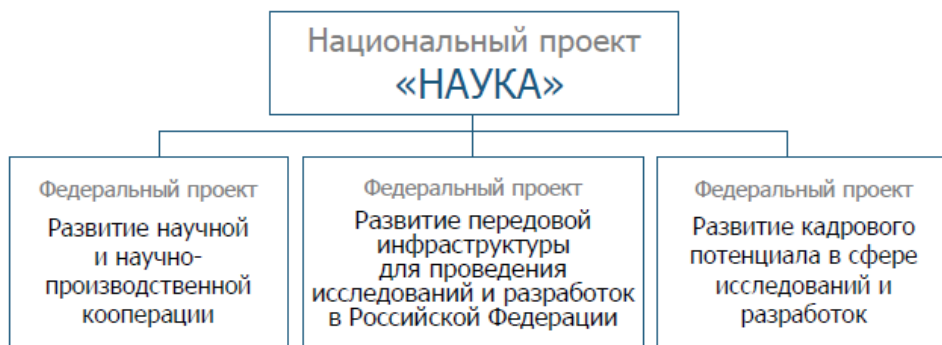 Национальный проект
«НАУКА»
Федеральный проект
Развитие научной
и научно-
производственной
кооперации
Федеральный проект
Развитие передовой
инфраструктуры
для проведения
исследований и разработок
в Российской Федерации
Федеральный проект
Развитие кадрового
потенциала в сфере
исследований и
разработок